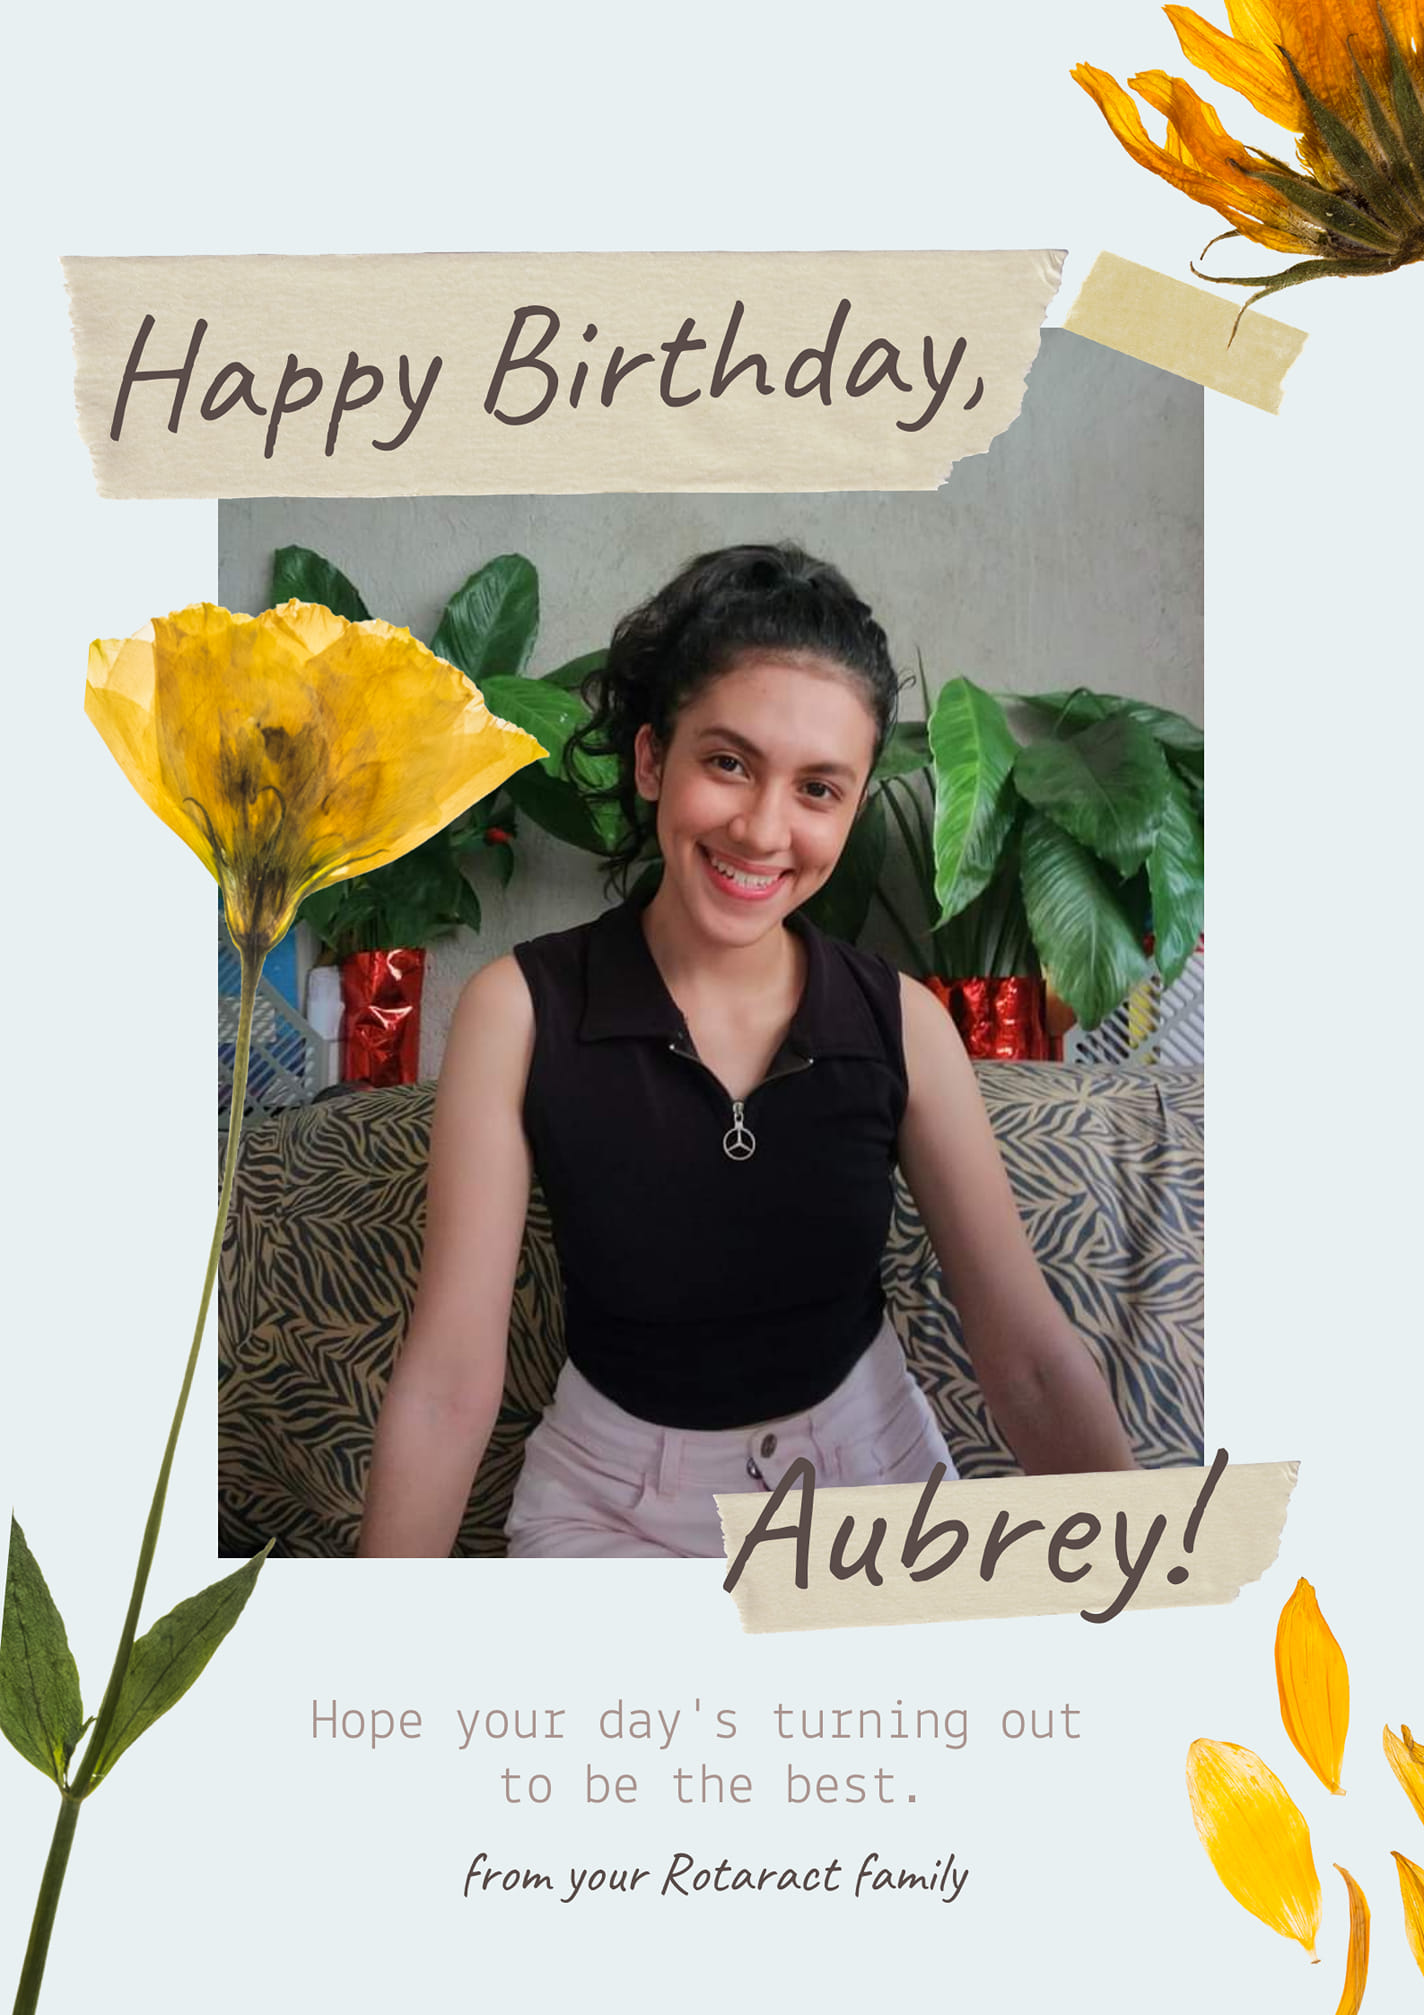 Happy Birthday,
Aubrey!
Hope your day's turning out
to be the best.
from your Rotaract family